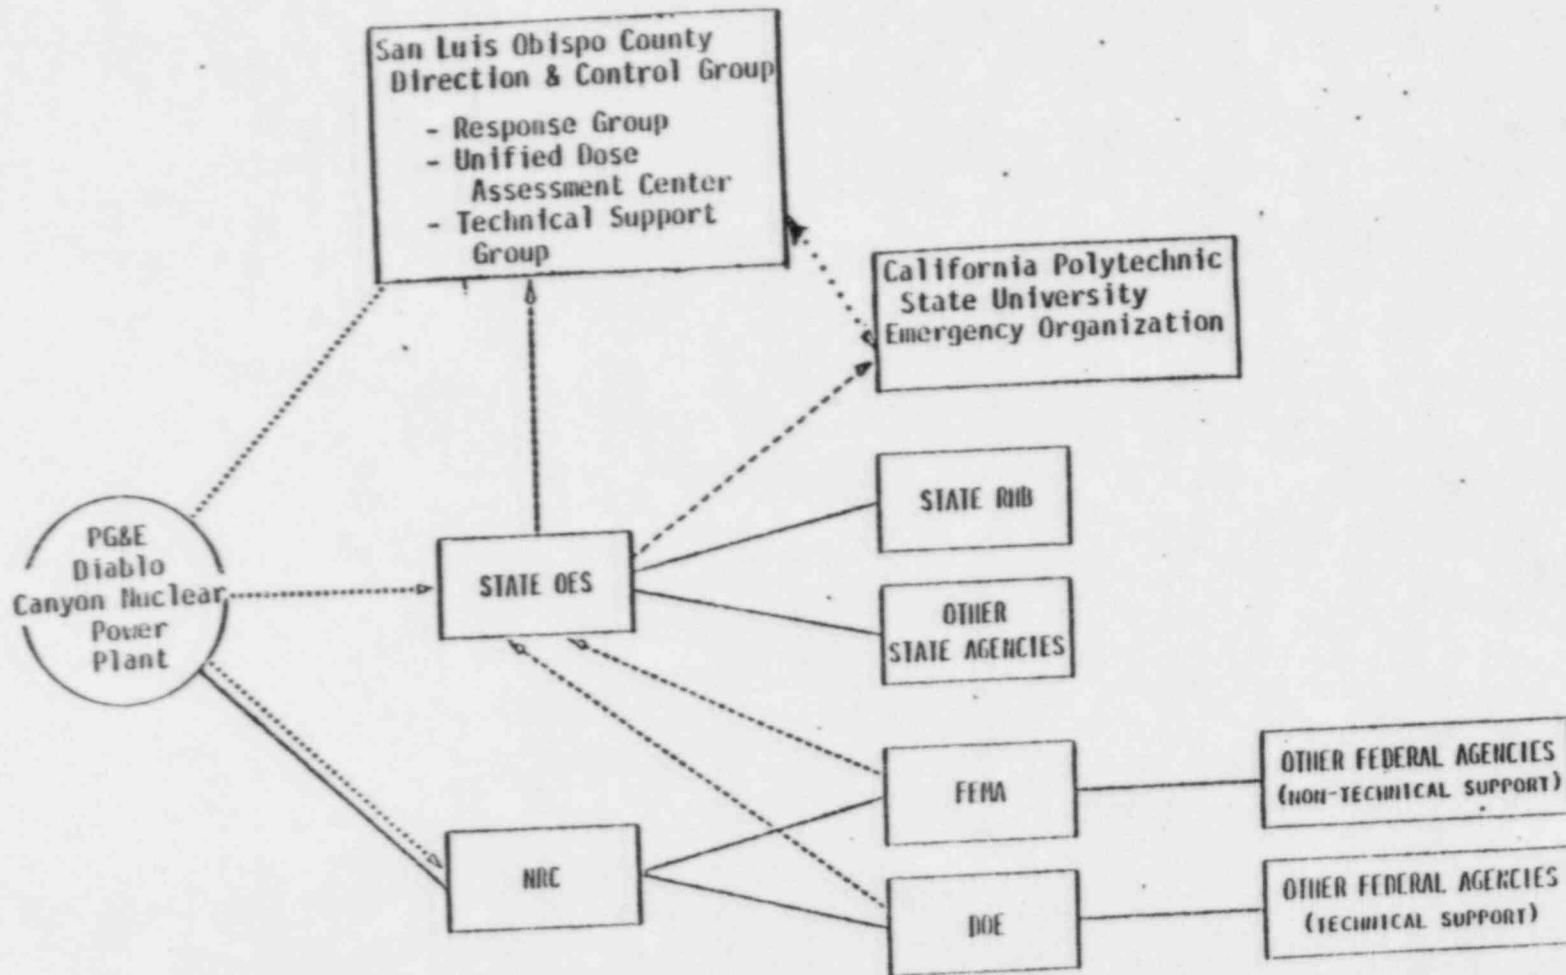 San Luis Obispo County
Direction & Control Group
- Response Group
- Unified Dose
Assessment Center
- Technical Support
Group
California Polytechnic
State University
Emergency Organization
PG&E
Diablo
Canyon Nuclear
Power
Plant
STATE OES
STATE RHB
OTHER
STATE AGENCIES
FEMA
OTHER FEDERAL AGENCIES
(NON-TECHNICAL SUPPORT)
NRC
DOE
OTHER FEDERAL AGENCIES
(TECHNICAL SUPPORT)